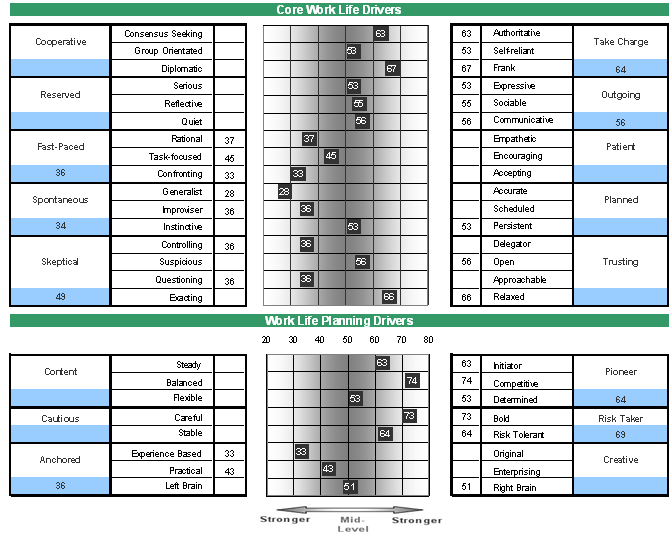 Core Work Life Drivers
Cooperative Consensus Seeking 63 63 Authoritative Take Charge
Group Orientated 53 53 Self-reliant
Diplomatic 67 67 Frank 64
Reserved Serious 53 53 Expressive Outgoing
Reflective 55 55 Sociable
Quiet 56 56 Communicative 56
Fast-Paced Rational 37 37 Empathetic Patient
Task-focused 45 45 Encouraging
36 Confronting 33 33 Accepting
Spontaneous Generalist 28 28 Accurate Planned
Improviser 36 36 Scheduled
34 Instinctive 53 53 Persistent
Skeptical Controlling 36 36 Delegator Trusting
Suspicious 56 56 Open
Questioning 36 36 Approachable
49 Exacting 66 66 Relaxed
Work Life Planning Drivers
20 30 40 50 60 70 80
Content Steady 63 63 Initiator Pioneer
Balanced 74 74 Competitive
Flexible 53 53 Determined 64
Cautious Careful 73 73 Bold Risk Taker
Stable 64 64 Risk Tolerant 69
Anchored Experience Based 33 33 Original Creative
Practical 43 43 Enterprising
36 Left Brain 51 51 Right Brain
Stronger Mid-Level Stronger